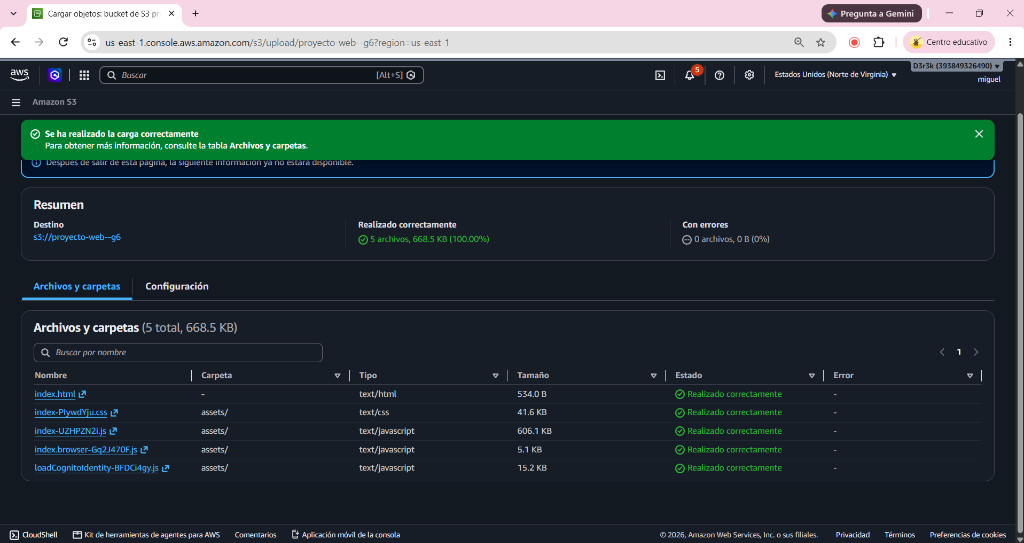 Cargar objetos: bucket de S3 pr
Pregunta a Gemini
us-east-1.console.aws.amazon.com/s3/upload/proyecto-web--g6?region=us-east-1
Centro educativo
aws
Buscar
[Alt+S]
5
Estados Unidos (Norte de Virginia)
D3r3k (393849326490)
miguel
Amazon S3
Se ha realizado la carga correctamente
Para obtener más información, consulte la tabla Archivos y carpetas.
Después de salir de esta página, la siguiente información ya no estará disponible.
Resumen
Destino
s3://proyecto-web--g6
Realizado correctamente
5 archivos, 668.5 KB (100.00%)
Con errores
0 archivos, 0 B (0%)
Archivos y carpetas
Configuración
Archivos y carpetas (5 total, 668.5 KB)
Buscar por nombre
1
Nombre Carpeta Tipo Tamaño Estado Error
index.html - text/html 534.0 B Realizado correctamente -
index-PIywdYju.css assets/ text/css 41.6 KB Realizado correctamente -
index-UZHPZN2i.js assets/ text/javascript 606.1 KB Realizado correctamente -
index.browser-Gq2J470F.js assets/ text/javascript 5.1 KB Realizado correctamente -
loadCognitoIdentity-BFDCi4gy.js assets/ text/javascript 15.2 KB Realizado correctamente -
CloudShell Kit de herramientas de agentes para AWS Comentarios Aplicación móvil de la consola © 2026, Amazon Web Services, Inc. o sus filiales. Privacidad Términos Preferencias de cookies